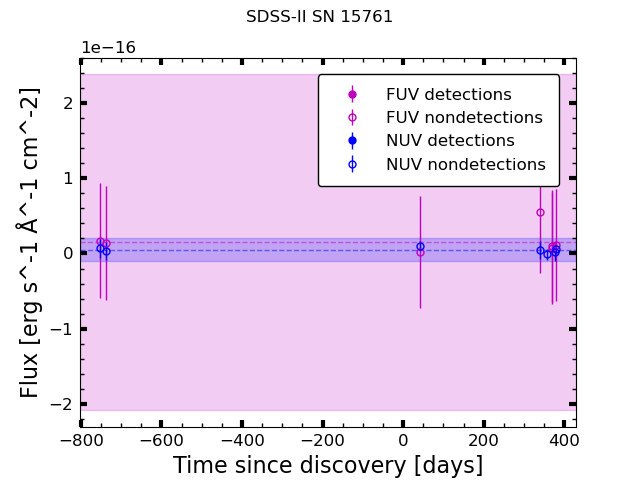 SDSS-II SN 15761
1e−16
FUV detections
FUV nondetections
NUV detections
NUV nondetections
2
1
0
−1
−2
Flux [erg s^-1 Å^-1 cm^-2]
−800 −600 −400 −200 0 200 400
Time since discovery [days]